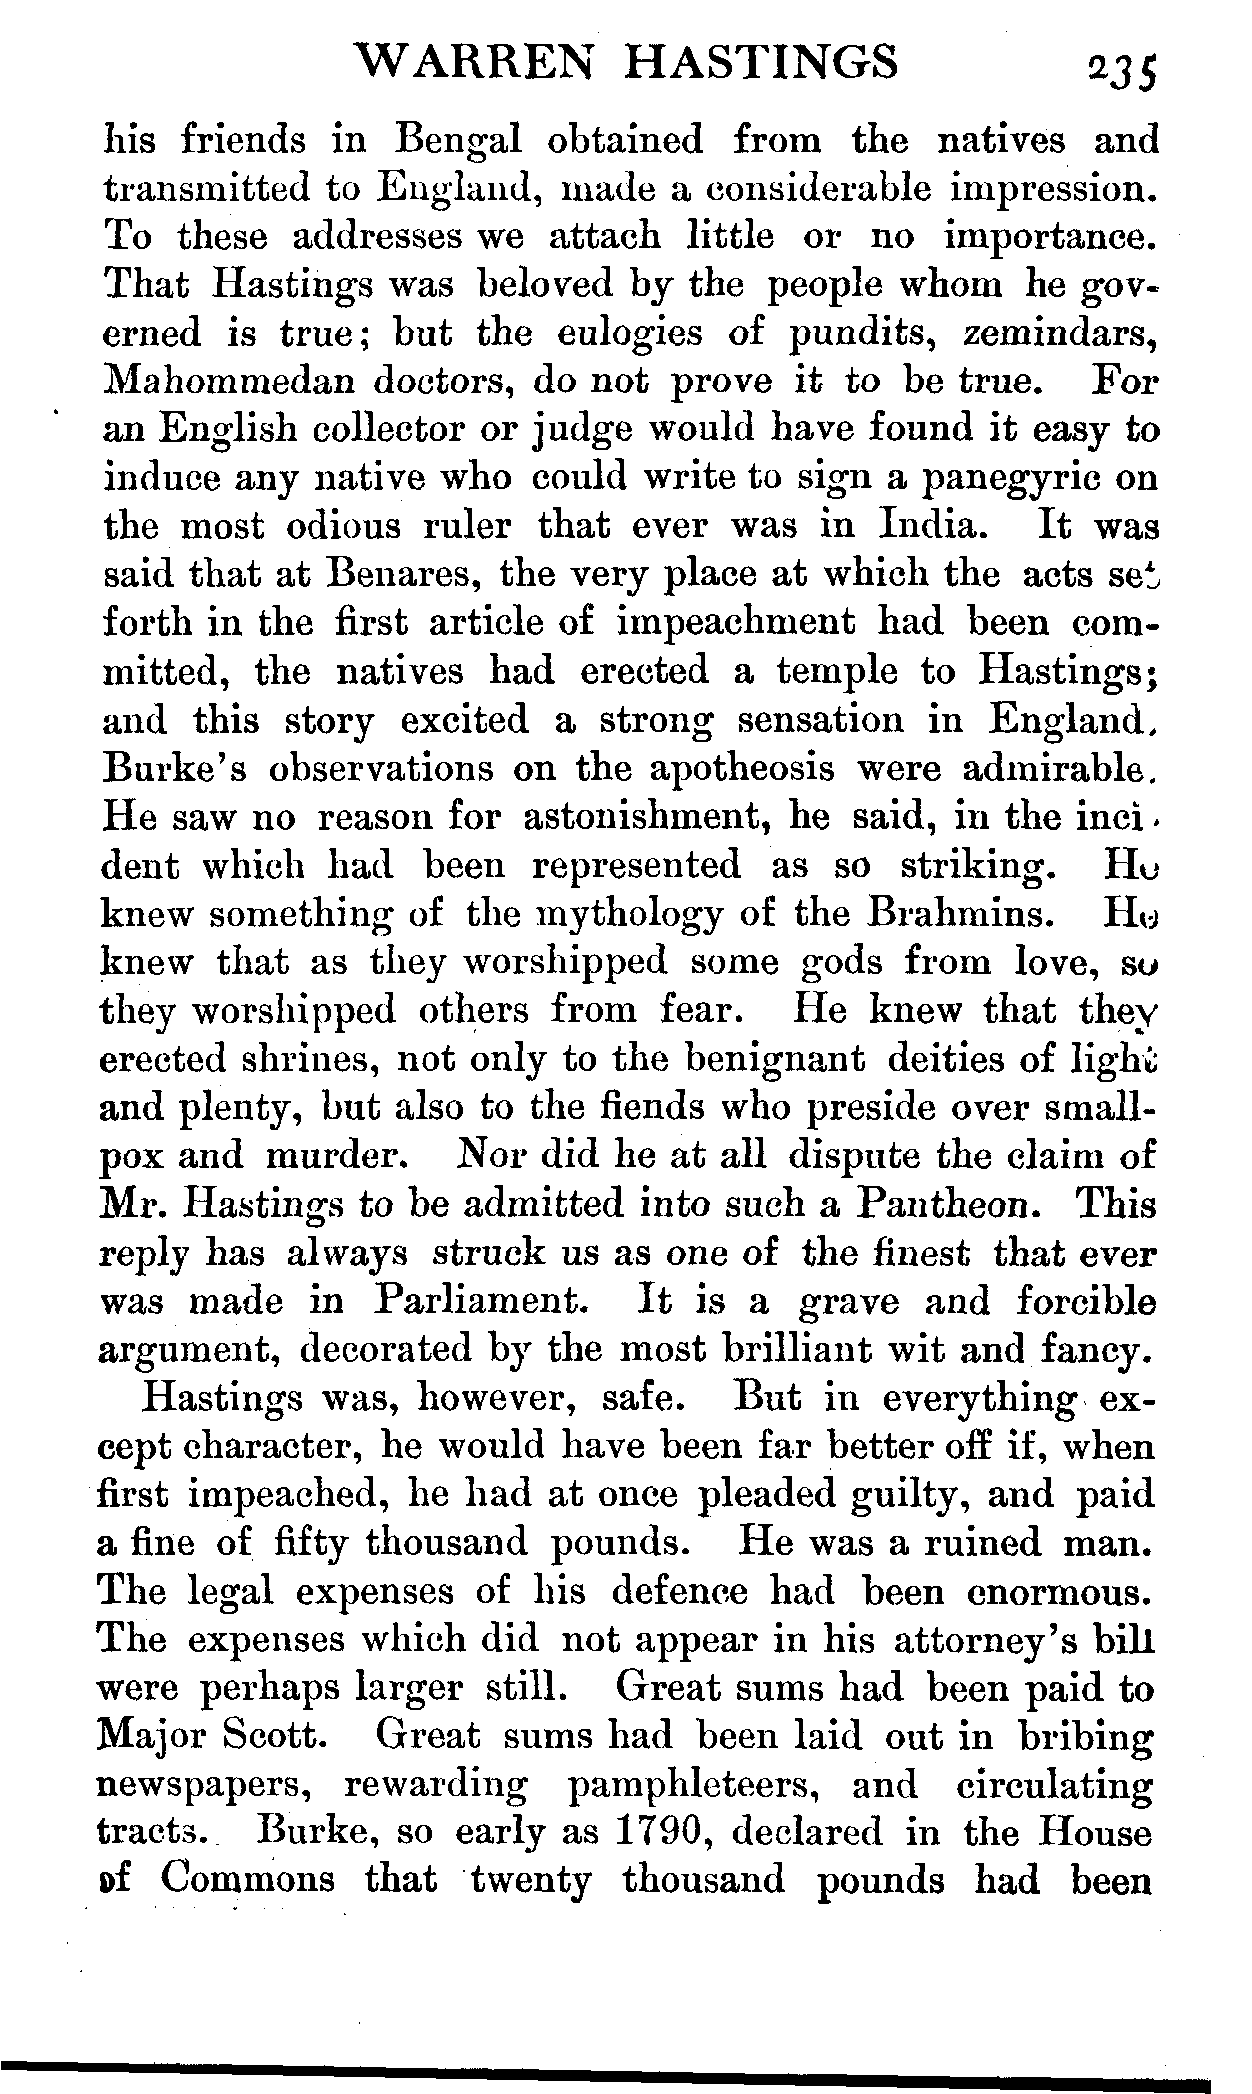 WARREN HASTINGS 235
his friends in Bengal obtained from the natives and
transmitted to England, made a considerable impression.
To these addresses we attach little or no importance.
That Hastings was beloved by the people whom he gov-
erned is true; but the eulogies of pundits, zemindars,
Mahommedan doctors, do not prove it to be true. For
an English collector or judge would have found it easy to
induce any native who could write to sign a panegyric on
the most odious ruler that ever was in India. It was
said that at Benares, the very place at which the acts set
forth in the first article of impeachment had been com-
mitted, the natives had erected a temple to Hastings;
and this story excited a strong sensation in England.
Burke's observations on the apotheosis were admirable.
He saw no reason for astonishment, he said, in the inci-
dent which had been represented as so striking. He
knew something of the mythology of the Brahmins. He
knew that as they worshipped some gods from love, so
they worshipped others from fear. He knew that they
erected shrines, not only to the benignant deities of light
and plenty, but also to the fiends who preside over small-
pox and murder. Nor did he at all dispute the claim of
Mr. Hastings to be admitted into such a Pantheon. This
reply has always struck us as one of the finest that ever
was made in Parliament. It is a grave and forcible
argument, decorated by the most brilliant wit and fancy.
Hastings was, however, safe. But in everything ex-
cept character, he would have been far better off if, when
first impeached, he had at once pleaded guilty, and paid
a fine of fifty thousand pounds. He was a ruined man.
The legal expenses of his defence had been enormous.
The expenses which did not appear in his attorney's bill
were perhaps larger still. Great sums had been paid to
Major Scott. Great sums had been laid out in bribing
newspapers, rewarding pamphleteers, and circulating
tracts. Burke, so early as 1790, declared in the House
of Commons that twenty thousand pounds had been